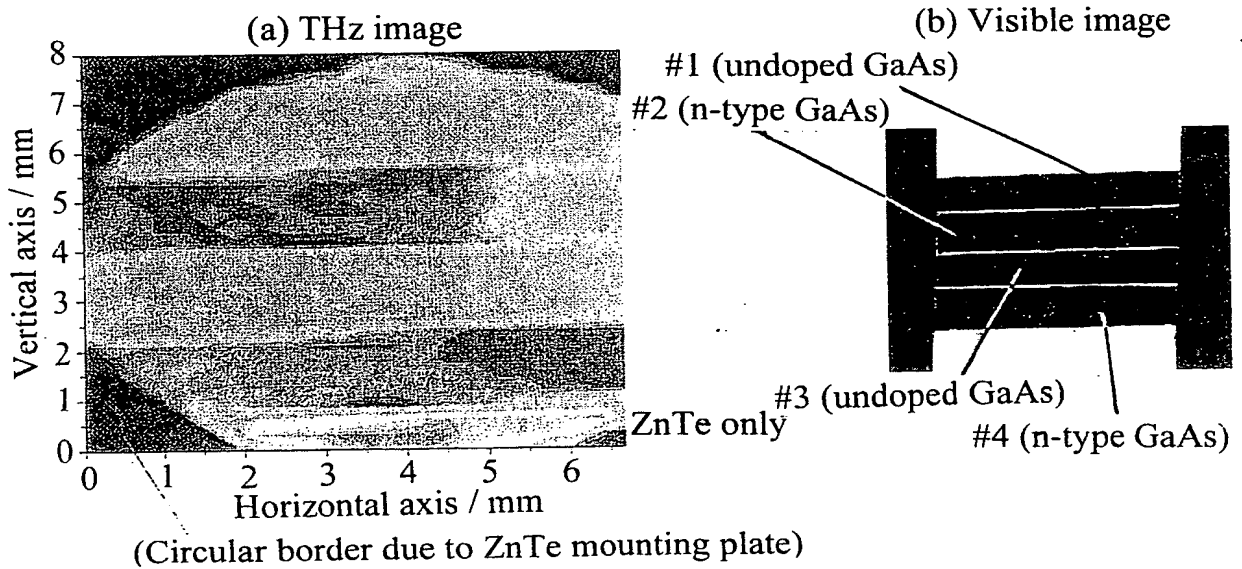 (a) THz image
(b) Visible image
#1 (undoped GaAs)
#2 (n-type GaAs)
8
7
6
5
4
3
2
1
0
Vertical axis / mm
0 1 2 3 4 5 6
Horizontal axis / mm
ZnTe only
#3 (undoped GaAs)
#4 (n-type GaAs)
(Circular border due to ZnTe mounting plate)